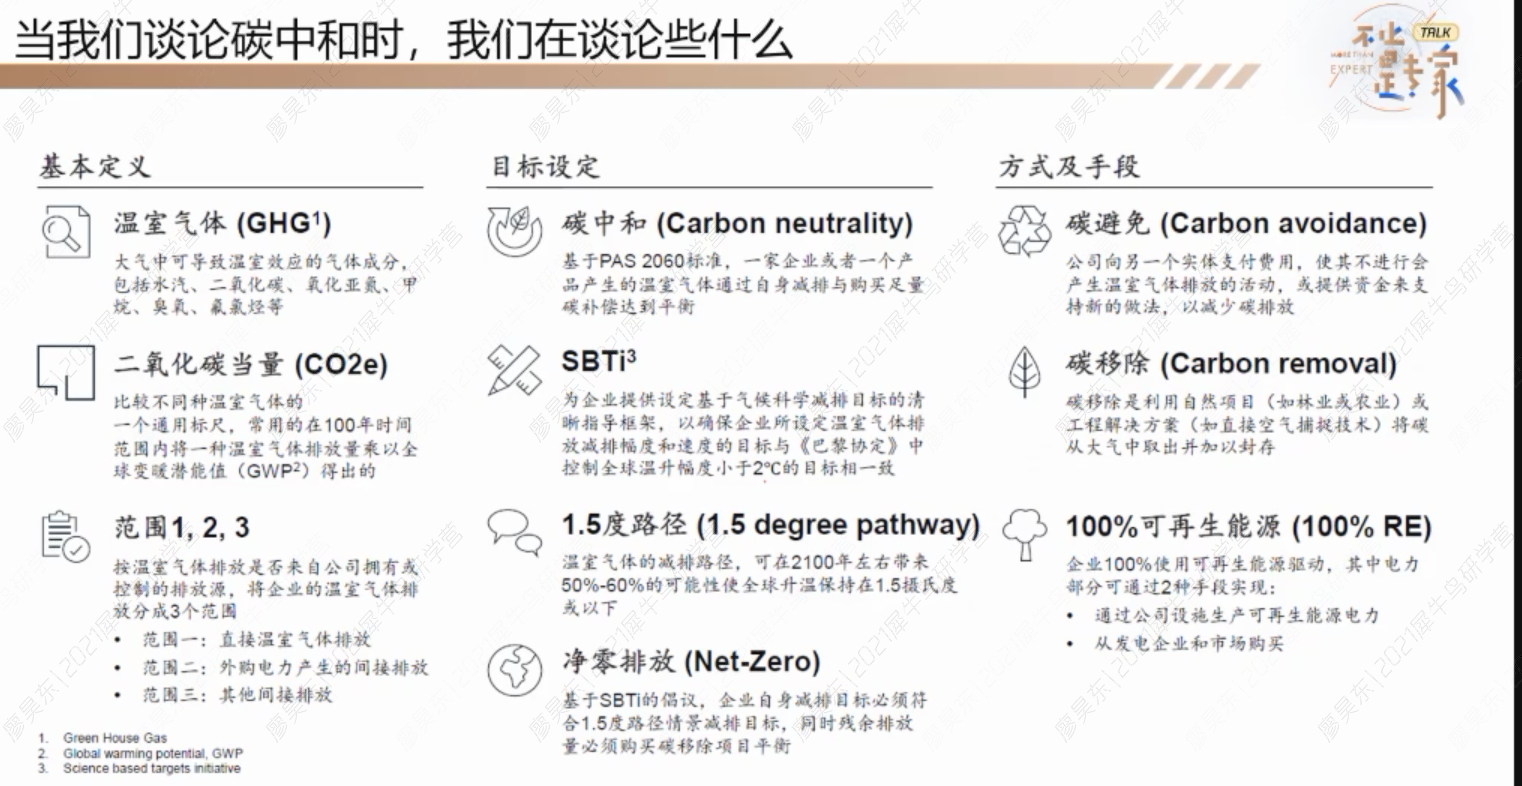 当我们谈论碳中和时，我们在谈论些什么
不止是专家
TALK
MORE THAN
EXPERT
基本定义
温室气体 (GHG¹)
大气中可导致温室效应的气体成分，
包括水汽、二氧化碳、氧化亚氮、甲
烷、臭氧、氟氯烃等
二氧化碳当量 (CO2e)
比较不同种温室气体的
一个通用标尺，常用的在100年时间
范围内将一种温室气体排放量乘以全
球变暖潜能值（GWP²）得出的
范围1, 2, 3
按温室气体排放是否来自公司拥有或
控制的排放源，将企业的温室气体排
放分成3个范围
• 范围一：直接温室气体排放
• 范围二：外购电力产生的间接排放
• 范围三：其他间接排放
目标设定
碳中和 (Carbon neutrality)
基于PAS 2060标准，一家企业或者一个产
品产生的温室气体通过自身减排与购买足量
碳补偿达到平衡
SBTi³
为企业提供设定基于气候科学减排目标的清
晰指导框架，以确保企业所设定温室气体排
放减排幅度和速度的目标与《巴黎协定》中
控制全球温升幅度小于2℃的目标相一致
1.5度路径 (1.5 degree pathway)
温室气体的减排路径，可在2100年左右带来
50%-60%的可能性使全球升温保持在1.5摄氏度
或以下
净零排放 (Net-Zero)
基于SBTi的倡议，企业自身减排目标必须符
合1.5度路径情景减排目标，同时残余排放
量必须购买碳移除项目平衡
方式及手段
碳避免 (Carbon avoidance)
公司向另一个实体支付费用，使其不进行会
产生温室气体排放的活动，或提供资金来支
持新的做法，以减少碳排放
碳移除 (Carbon removal)
碳移除是利用自然项目（如林业或农业）或
工程解决方案（如直接空气捕捉技术）将碳
从大气中取出并加以封存
100%可再生能源 (100% RE)
企业100%使用可再生能源驱动，其中电力
部分可通过2种手段实现：
• 通过公司设施生产可再生能源电力
• 从发电企业和市场购买
1. Green House Gas
2. Global warming potential, GWP
3. Science based targets initiative
廖昊东|2021犀牛鸟研学营